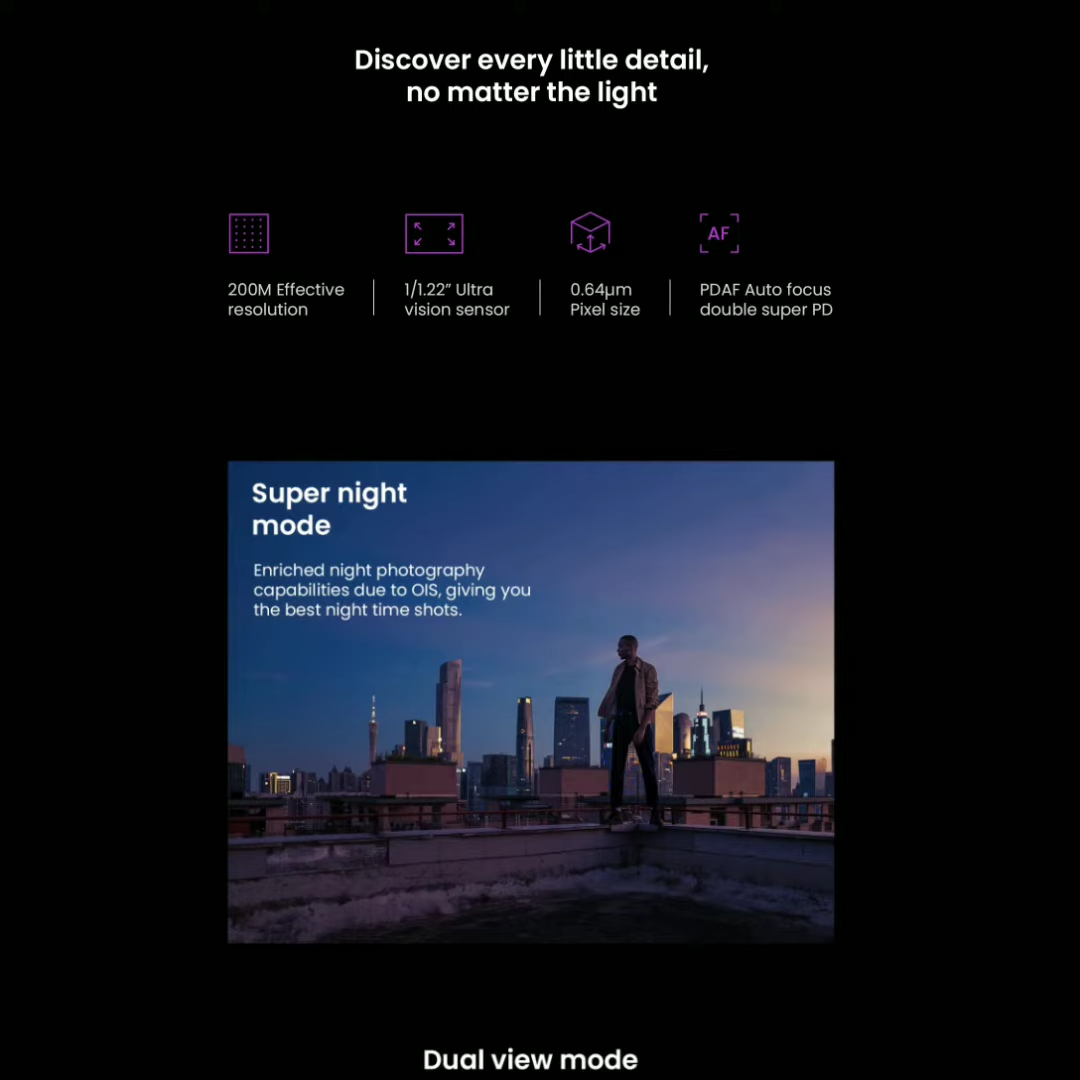 Discover every little detail,
no matter the light
200M Effective
resolution
1/1.22” Ultra
vision sensor
0.64µm
Pixel size
AF
PDAF Auto focus
double super PD
Super night
mode
Enriched night photography
capabilities due to OIS, giving you
the best night time shots.
Dual view mode